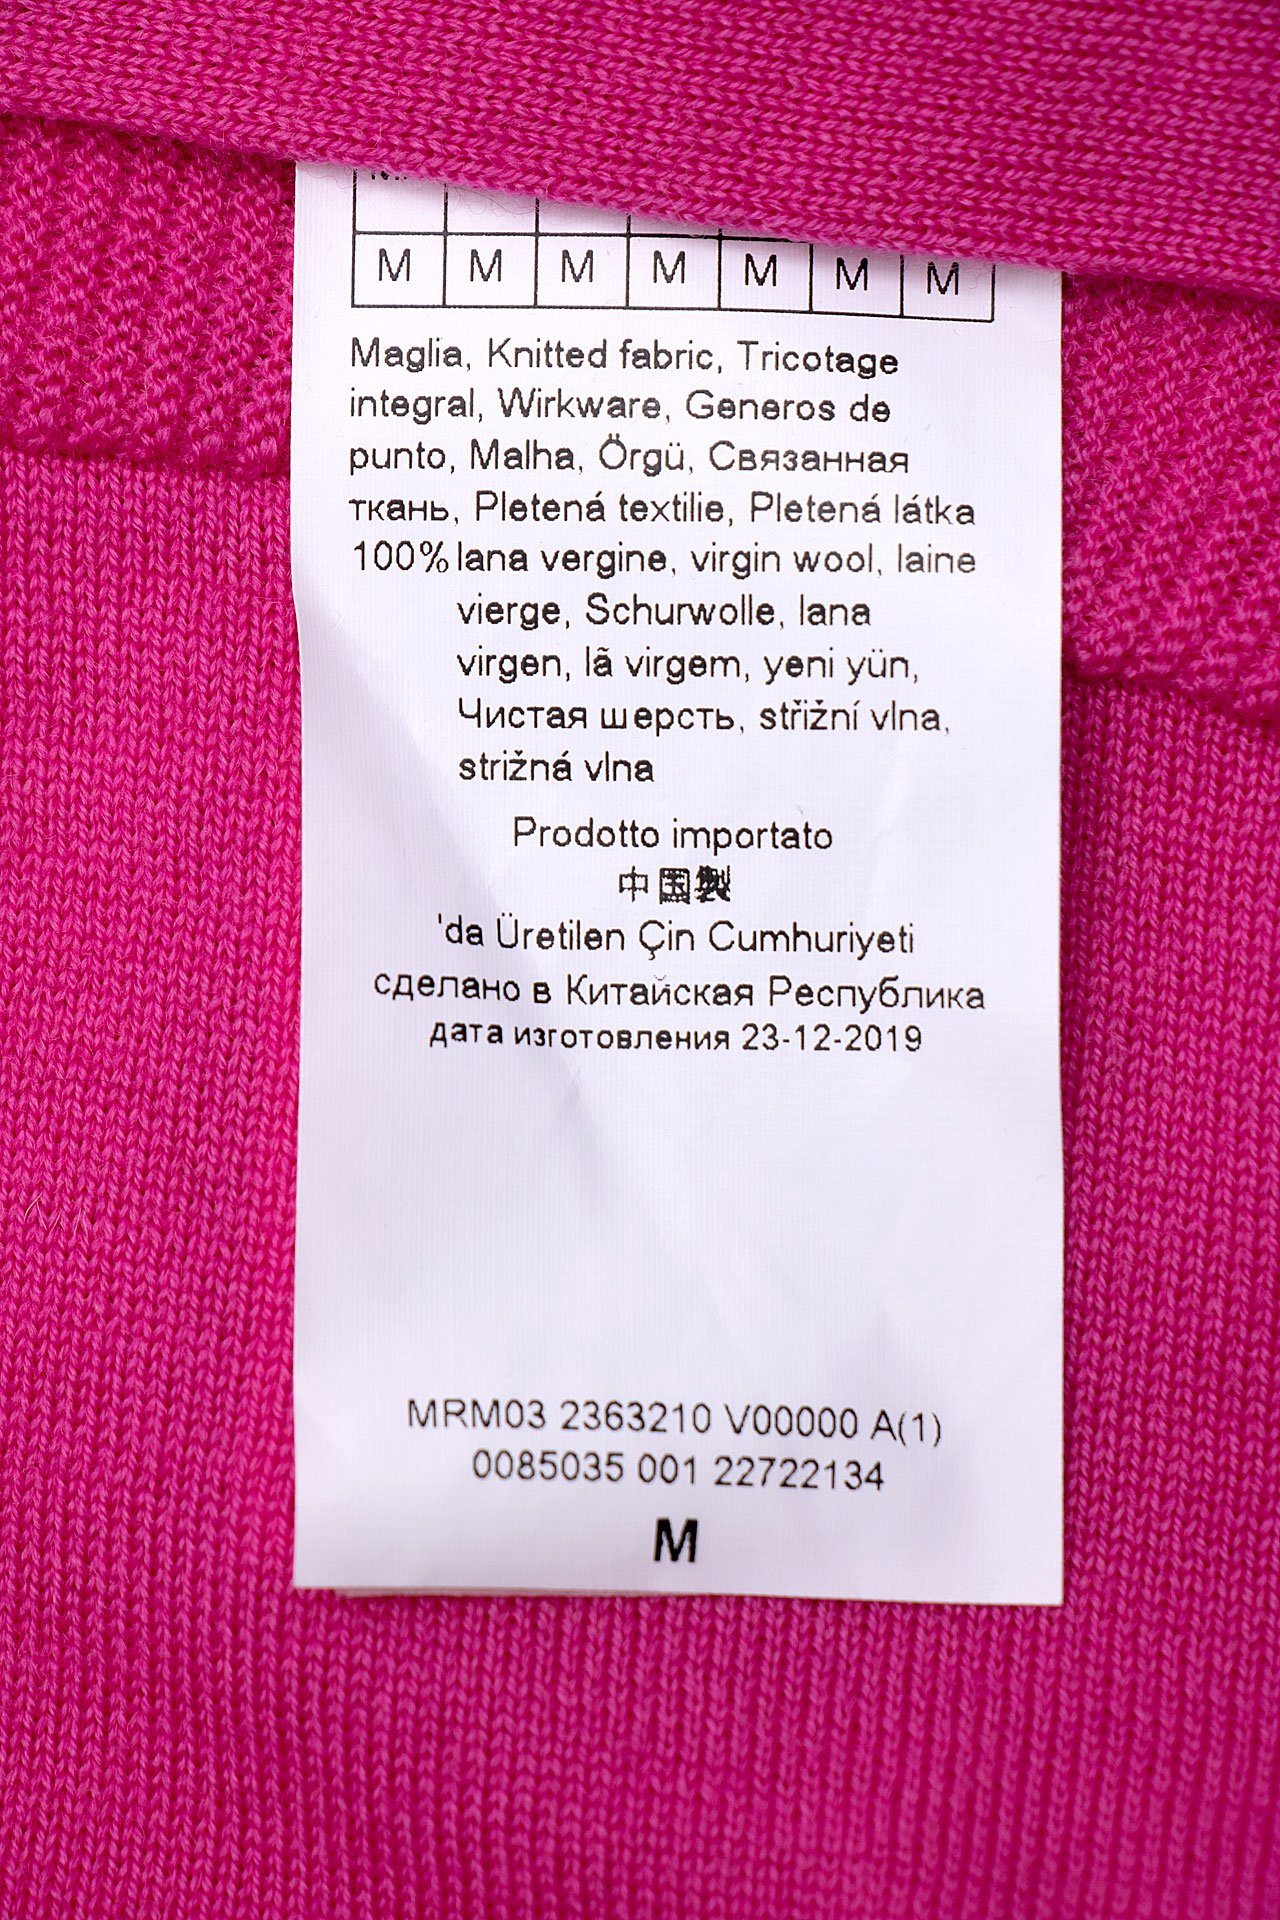 M M M M M M M
Maglia, Knitted fabric, Tricotage
integral, Wirkware, Generos de
punto, Malha, Örgü, Связанная
ткань, Pletená textilie, Pletená látka
100% lana vergine, virgin wool, laine
vierge, Schurwolle, lana
virgen, lã virgem, yeni yün,
Чистая шерсть, střižní vlna,
strižná vlna
Prodotto importato
中国製
'da Üretilen Çin Cumhuriyeti
сделано в Китайская Республика
дата изготовления 23-12-2019
MRM03 2363210 V00000 A(1)
0085035 001 22722134
M